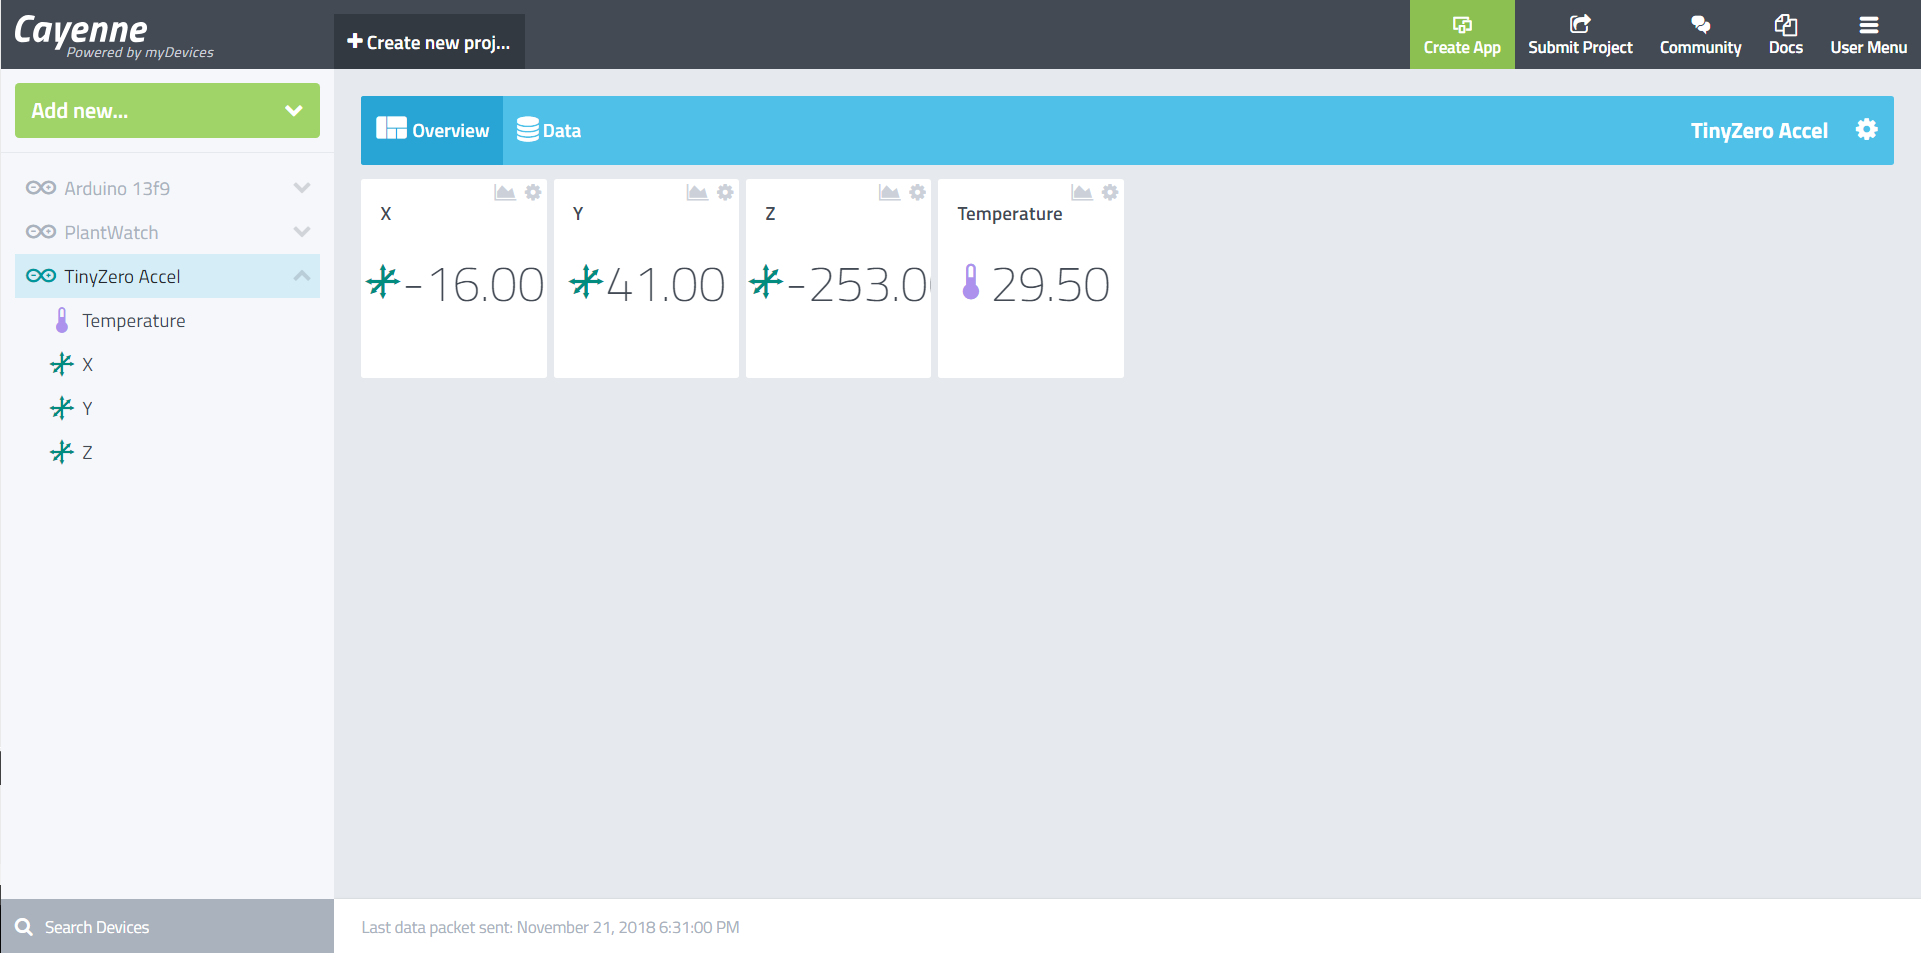 Cayenne
Powered by myDevices
Create new proj...
Create App
Submit Project
Community
Docs
User Menu
Add new...
Arduino 13f9
PlantWatch
TinyZero Accel
Temperature
X
Y
Z
Search Devices
Overview
Data
TinyZero Accel
X
-16.00
Y
41.00
Z
-253.0
Temperature
29.50
Last data packet sent: November 21, 2018 6:31:00 PM